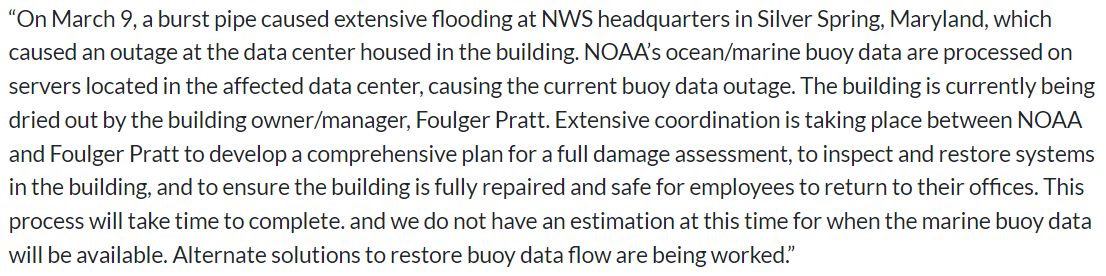 “On March 9, a burst pipe caused extensive flooding at NWS headquarters in Silver Spring, Maryland, which
caused an outage at the data center housed in the building. NOAA’s ocean/marine buoy data are processed on
servers located in the affected data center, causing the current buoy data outage. The building is currently being
dried out by the building owner/manager, Foulger Pratt. Extensive coordination is taking place between NOAA
and Foulger Pratt to develop a comprehensive plan for a full damage assessment, to inspect and restore systems
in the building, and to ensure the building is fully repaired and safe for employees to return to their offices. This
process will take time to complete. and we do not have an estimation at this time for when the marine buoy data
will be available. Alternate solutions to restore buoy data flow are being worked.”